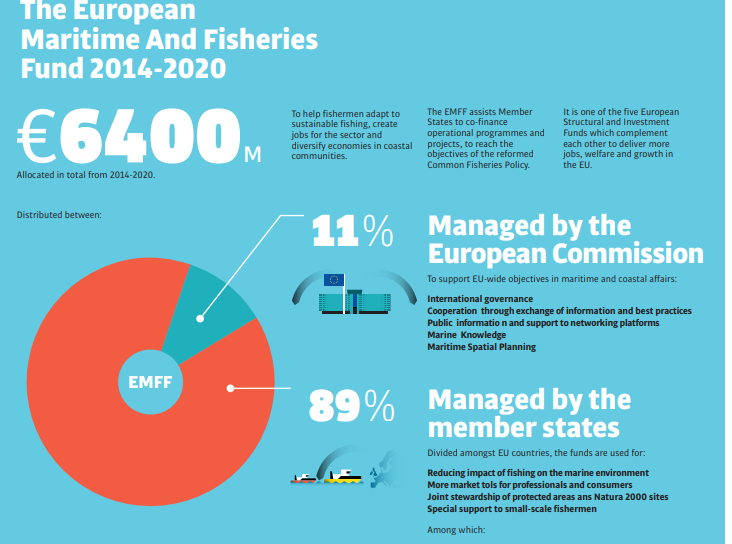 The European
Maritime And Fisheries
Fund 2014-2020
€6400M
Allocated in total from 2014-2020.
To help fishermen adapt to
sustainable fishing, create
jobs for the sector and
diversify economies in coastal
communities.
The EMFF assists Member
States to co-finance
operational programmes and
projects, to reach the
objectives of the reformed
Common Fisheries Policy.
It is one of the five European
Structural and Investment
Funds which complement
each other to deliver more
jobs, welfare and growth in
the EU.
Distributed between:
EMFF
11%
Managed by the
European Commission
To support EU-wide objectives in maritime and coastal affairs:
International governance
Cooperation through exchange of information and best practices
Public informatio n and support to networking platforms
Marine Knowledge
Maritime Spatial Planning
89%
Managed by the
member states
Divided amongst EU countries, the funds are used for:
Reducing impact of fishing on the marine environment
More market tols for professionals and consumers
Joint stewardship of protected areas ans Natura 2000 sites
Special support to small-scale fishermen
Among which: